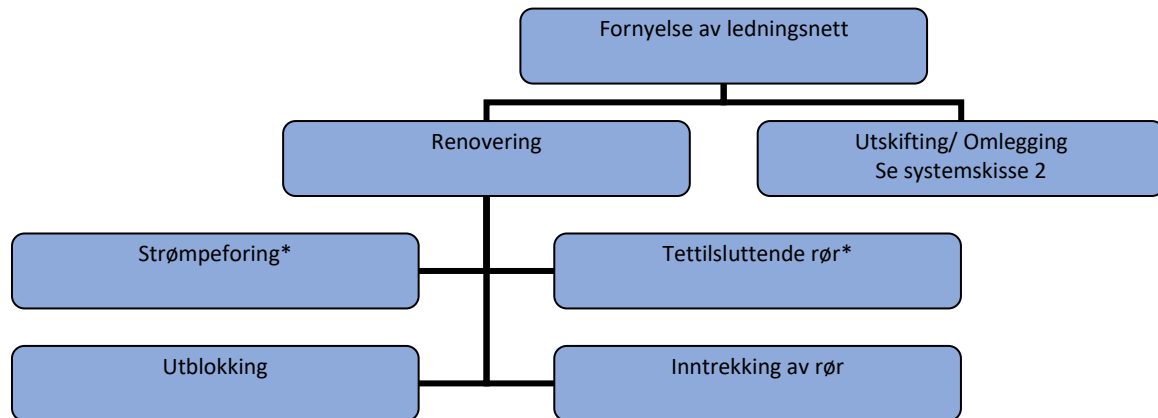 Fornyelse av ledningsnett
Renovering
Utskifting/ Omlegging
Se systemskisse 2
Strømpeforing*
Tettilsluttende rør*
Utblokking
Inntrekking av rør